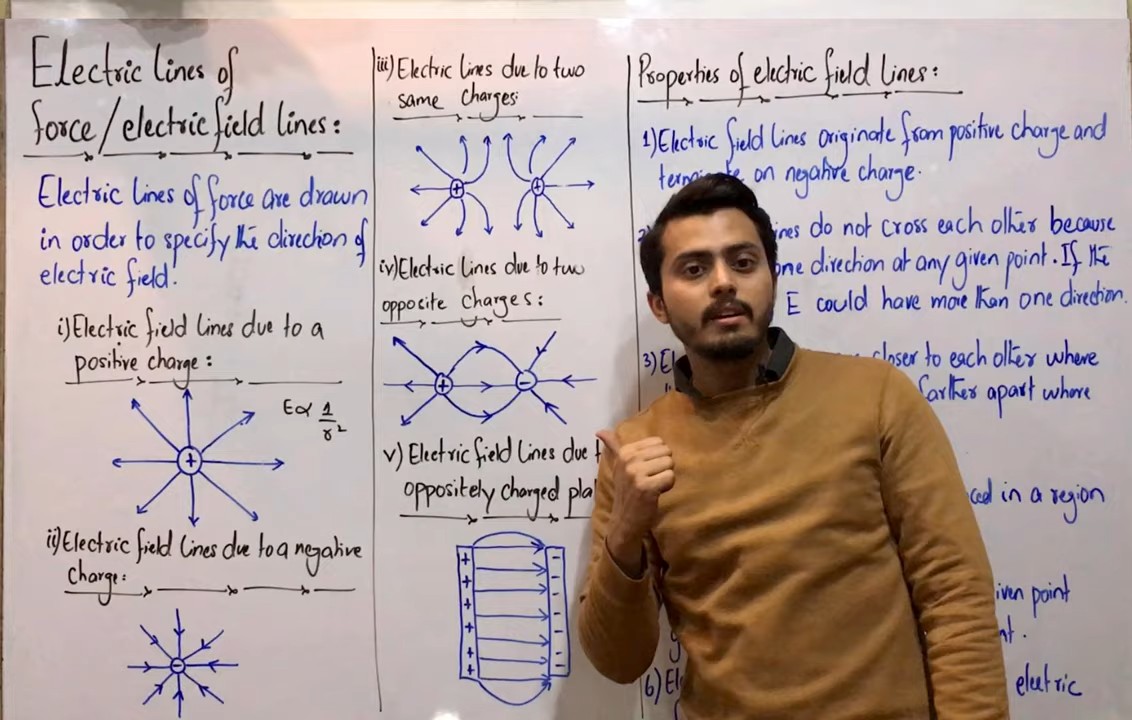 Electric lines of
force/electric field lines:
Electric lines of force are drawn
in order to specify the direction of
electric field.
i) Electric field lines due to a
positive charge:
+
E∝ 1/r²
ii) Electric field lines due to a negative
charge:
-
iii) Electric lines due to two
same charges:
+ +
iv) Electric lines due to two
opposite charges:
+ -
v) Electric field lines due
oppositely charged
+ -
+ -
+ -
+ -
+ -
+ -
Properties of electric field lines:
1) Electric field lines originate from positive charge and
on negative charge.
do not cross each other because
one direction at any given point. If the
E could have more than one direction.
3)
closer to each other where
farther apart where
in a region
point
6)
electric